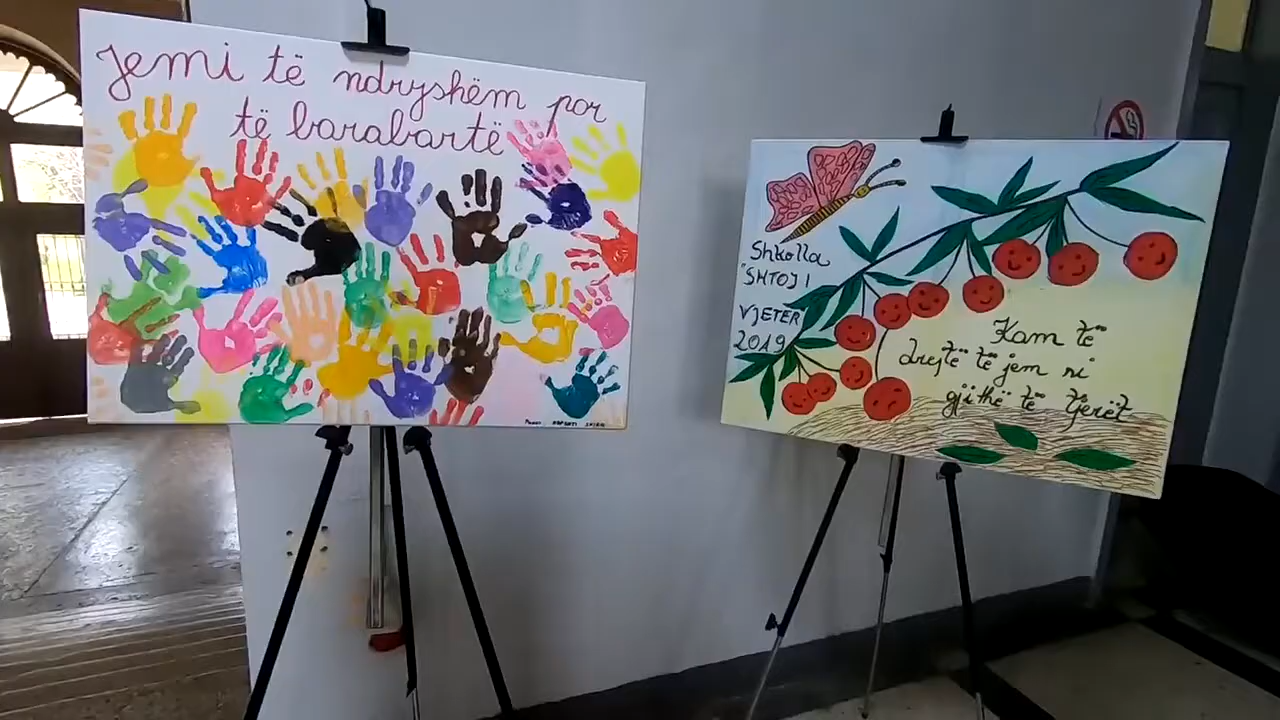 Jemi të ndryshëm por
të barabartë
Shkolla
"SHTOJ I
VJETER
2019
Kam të
drejtë të jem si
gjithë të tjerët